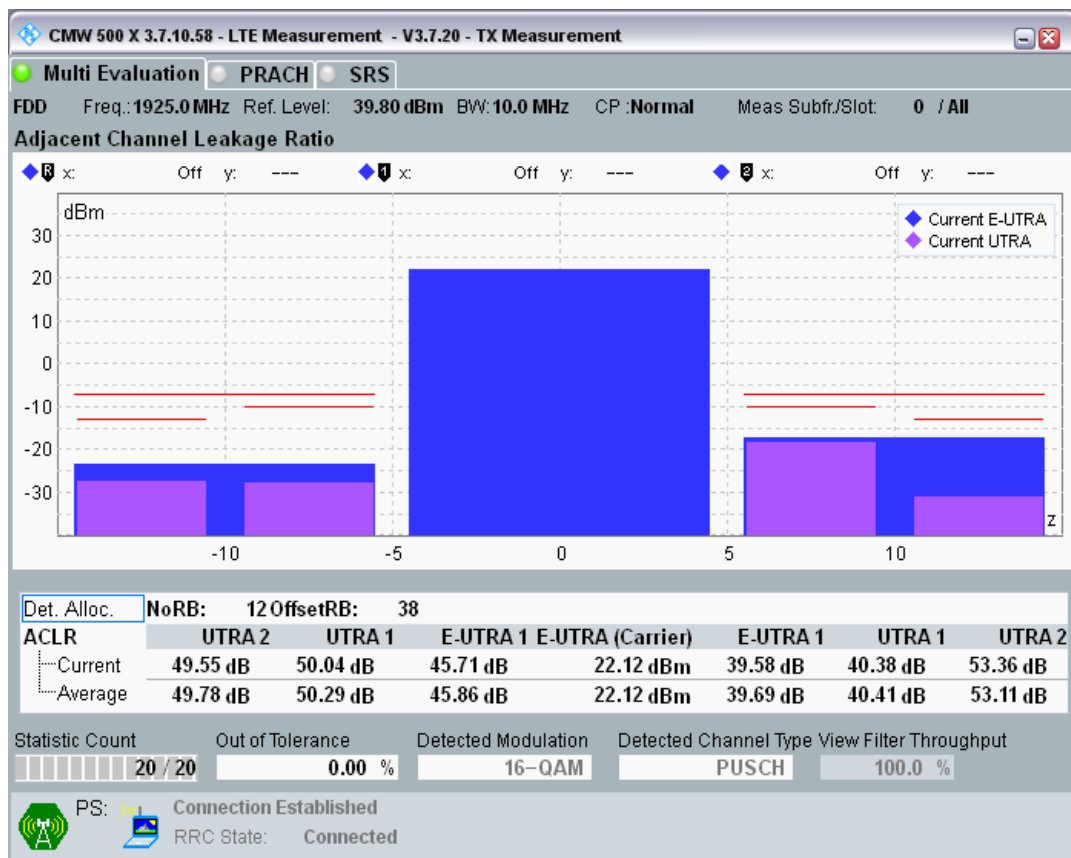 CMW 500 X 3.7.10.58 - LTE Measurement - V3.7.20 - TX Measurement
Multi Evaluation PRACH SRS
FDD Freq.: 1925.0 MHz Ref. Level: 39.80 dBm BW: 10.0 MHz CP :Normal Meas Subfr./Slot: 0 / All
Adjacent Channel Leakage Ratio
R x: Off y: --- 1 x: Off y: --- 2 x: Off y: ---
dBm
Current E-UTRA
Current UTRA
30
20
10
0
-10
-20
-30
z
-10 -5 0 5 10
Det. Alloc. NoRB: 12 OffsetRB: 38
ACLR UTRA 2 UTRA 1 E-UTRA 1 E-UTRA (Carrier) E-UTRA 1 UTRA 1 UTRA 2
Current 49.55 dB 50.04 dB 45.71 dB 22.12 dBm 39.58 dB 40.38 dB 53.36 dB
Average 49.78 dB 50.29 dB 45.86 dB 22.12 dBm 39.69 dB 40.41 dB 53.11 dB
Statistic Count Out of Tolerance Detected Modulation Detected Channel Type View Filter Throughput
20 / 20 0.00 % 16-QAM PUSCH 100.0 %
PS: Connection Established
RRC State: Connected